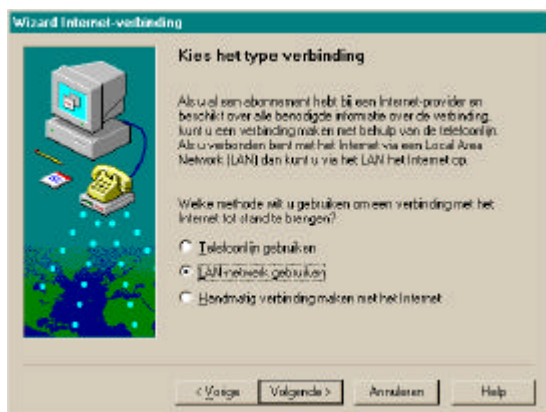 Wizard Internet-verbinding
Kies het type verbinding
Als u al een abonnement hebt bij een Internet-provider en
beschikt over alle benodigde informatie over de verbinding,
kunt u een verbinding maken met behulp van de telefoonlijn.
Als u verbonden bent met het Internet via een Local Area
Network (LAN) dan kunt u via het LAN het Internet op.
Welke methode wilt u gebruiken om een verbinding met het
Internet tot stand te brengen?
Telefoonlijn gebruiken
LAN-netwerk gebruiken
Handmatig verbinding maken met het Internet
< Vorige
Volgende >
Annuleren
Help